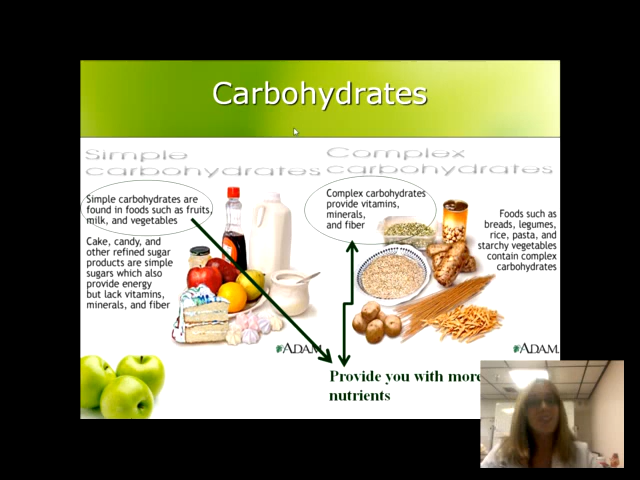 Carbohydrates
Simple
carbohydrates
Simple carbohydrates are
found in foods such as fruits,
milk, and vegetables
Cake, candy, and
other refined sugar
products are simple
sugars which also
provide energy
but lack vitamins,
minerals, and fiber
ADAM
Complex
carbohydrates
Complex carbohydrates
provide vitamins,
minerals,
and fiber
Foods such as
breads, legumes,
rice, pasta, and
starchy vegetables
contain complex
carbohydrates
ADAM
Provide you with more
nutrients